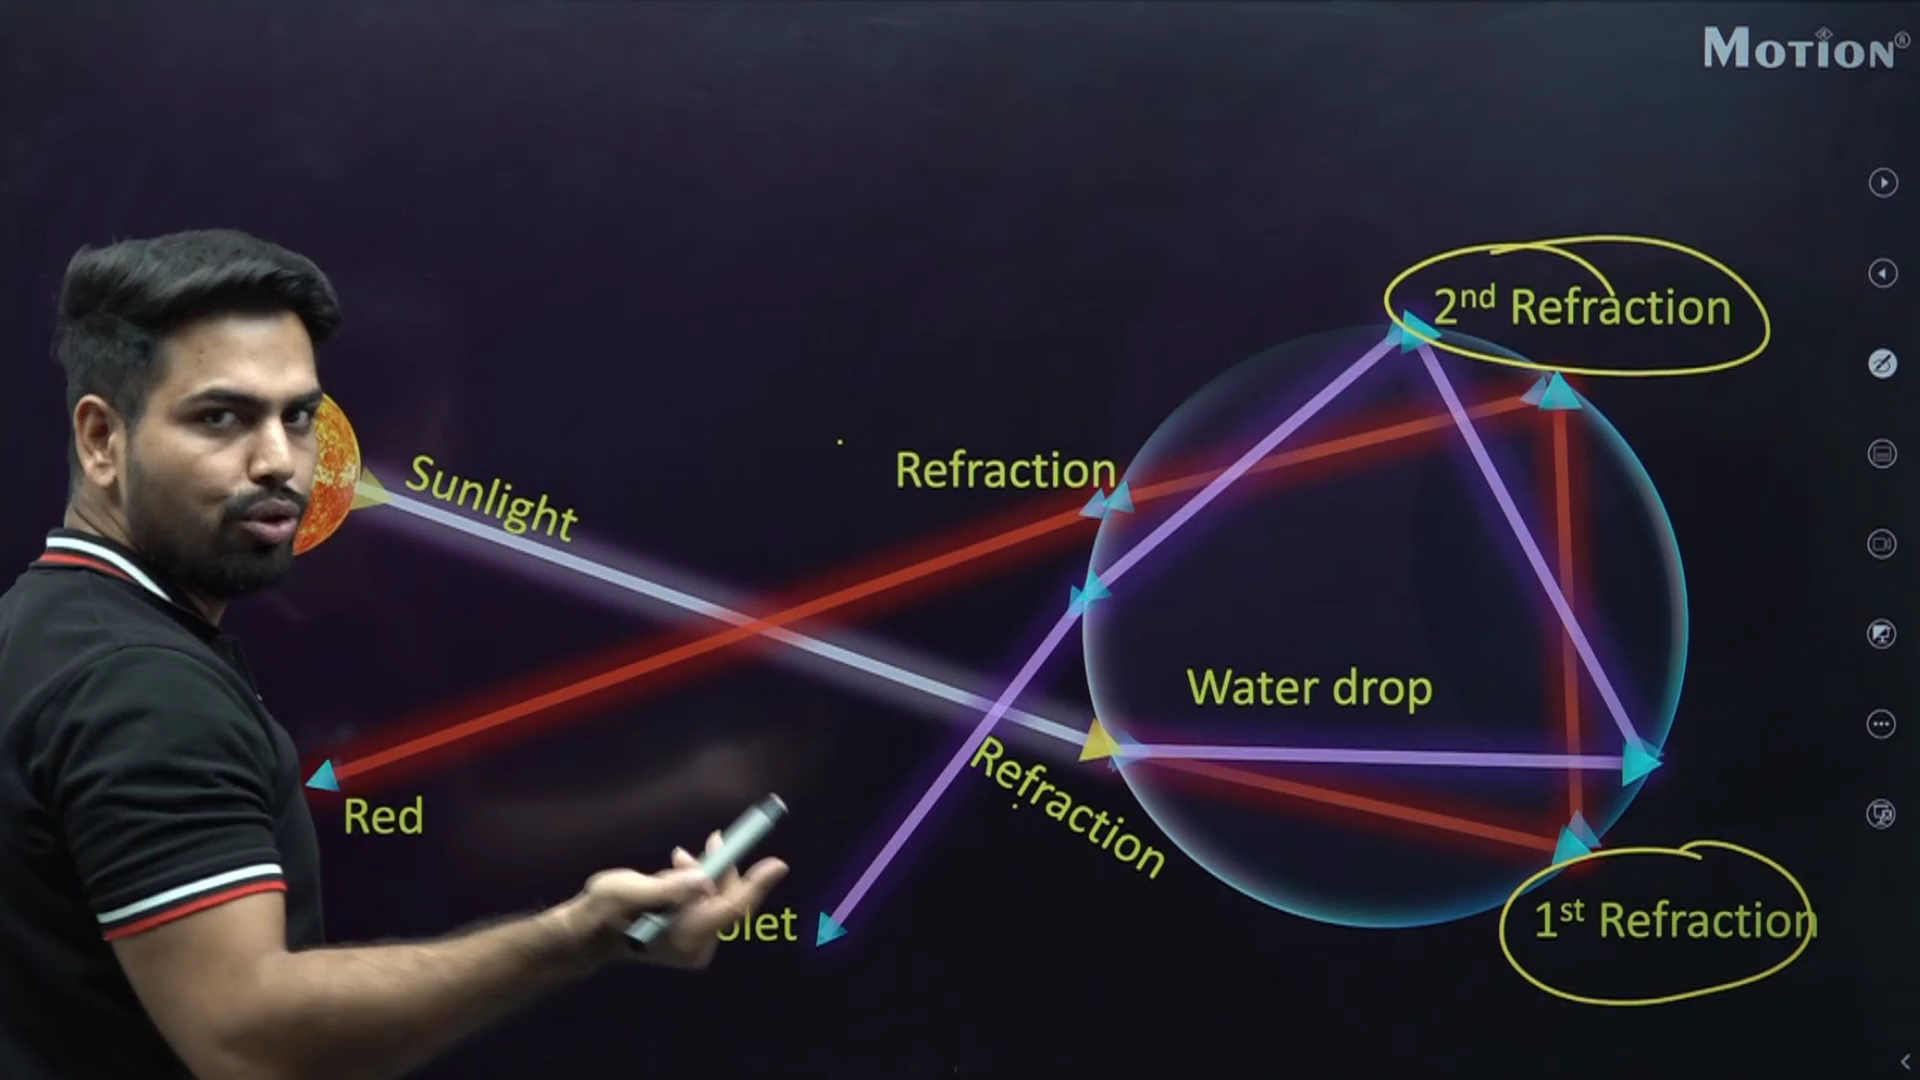 MOTION®
2nd Refraction
Sunlight
Refraction
Water drop
Refraction
Red
1st Refraction